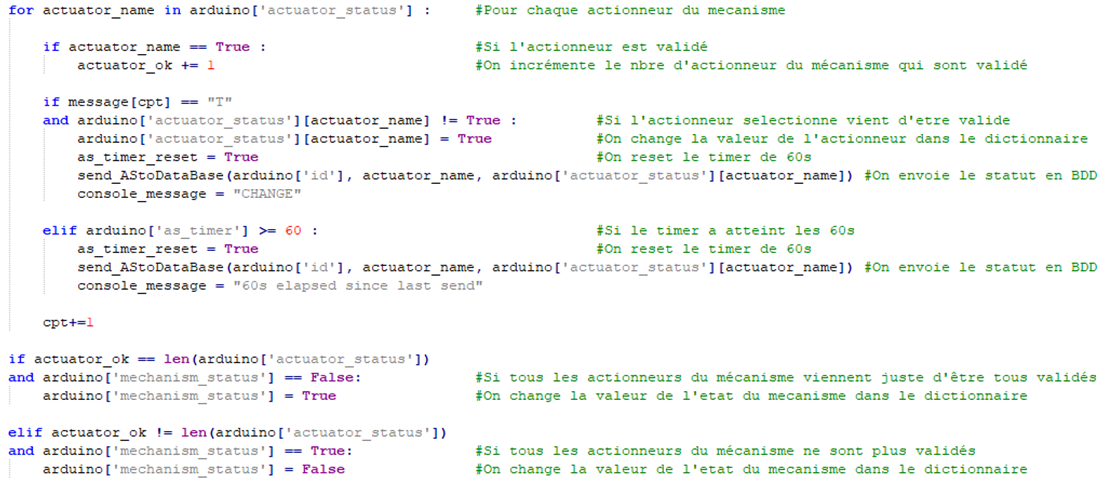 for actuator_name in arduino['actuator_status'] : #Pour chaque actionneur du mecanisme
if actuator_name == True : #Si l'actionneur est validé
actuator_ok += 1 #On incrémente le nbre d'actionneur du mécanisme qui sont validé
if message[cpt] == "T"
and arduino['actuator_status'][actuator_name] != True : #Si l'actionneur selectionne vient d'etre valide
arduino['actuator_status'][actuator_name] = True #On change la valeur de l'actionneur dans le dictionnaire
as_timer_reset = True #On reset le timer de 60s
send_AStoDataBase(arduino['id'], actuator_name, arduino['actuator_status'][actuator_name]) #On envoie le statut en BDD
console_message = "CHANGE"
elif arduino['as_timer'] >= 60 : #Si le timer a atteint les 60s
as_timer_reset = True #On reset le timer de 60s
send_AStoDataBase(arduino['id'], actuator_name, arduino['actuator_status'][actuator_name]) #On envoie le statut en BDD
console_message = "60s elapsed since last send"
cpt+=1
if actuator_ok == len(arduino['actuator_status'])
and arduino['mechanism_status'] == False: #Si tous les actionneurs du mécanisme viennent juste d'être tous validés
arduino['mechanism_status'] = True #On change la valeur de l'etat du mecanisme dans le dictionnaire
elif actuator_ok != len(arduino['actuator_status'])
and arduino['mechanism_status'] == True: #Si tous les actionneurs du mécanisme ne sont plus validés
arduino['mechanism_status'] = False #On change la valeur de l'etat du mecanisme dans le dictionnaire